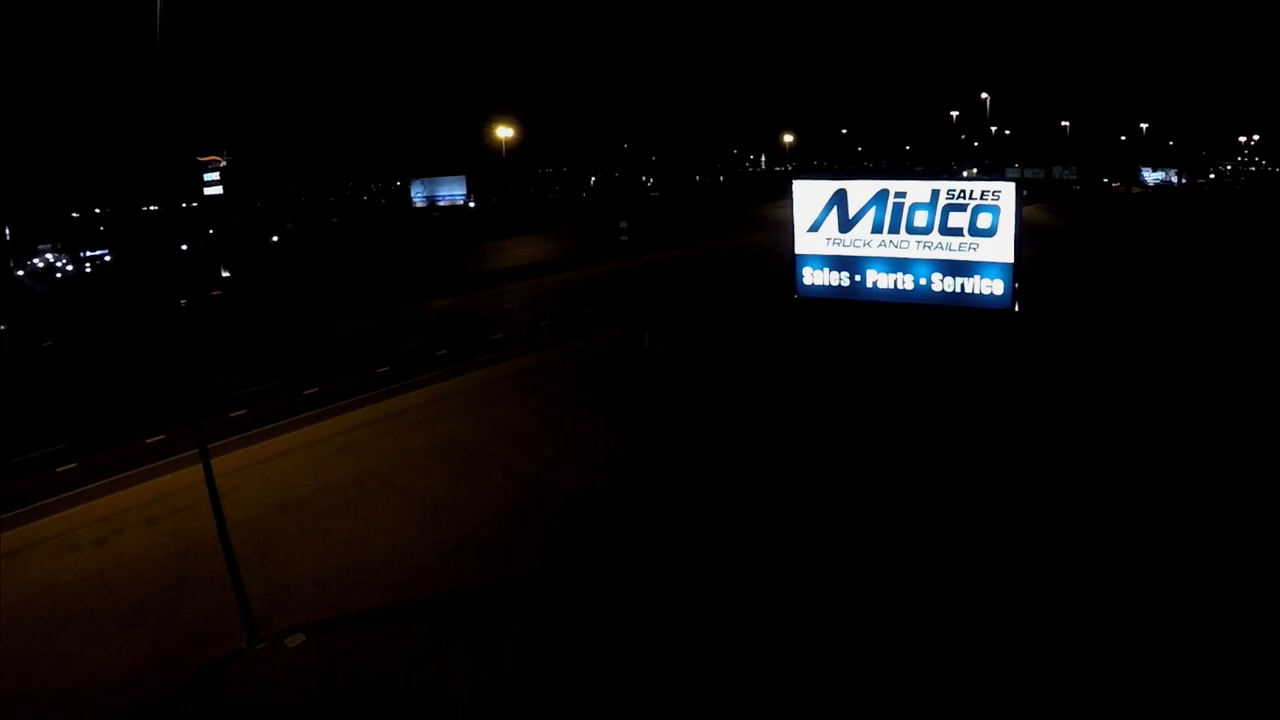 SALES
Midco
TRUCK AND TRAILER
Sales · Parts · Service